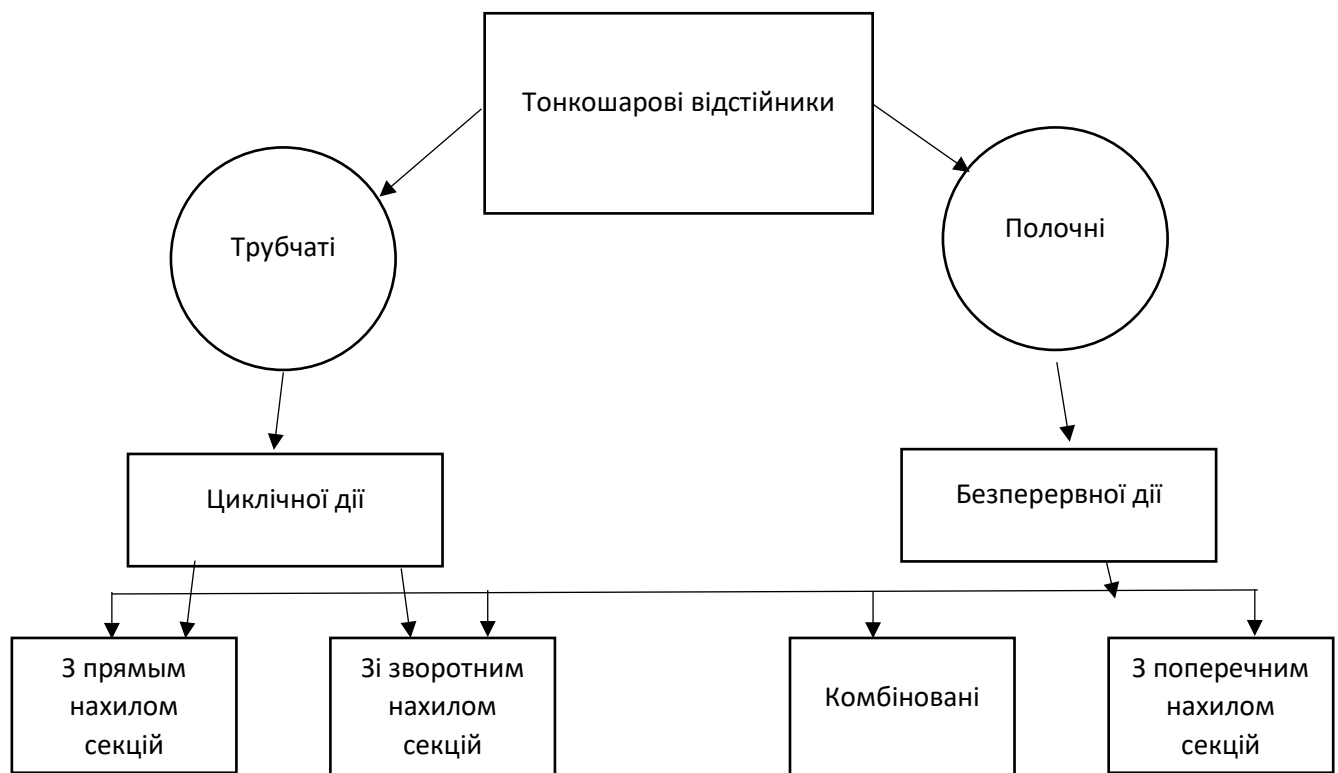 Тонкошарові відстійники
Трубчаті
Полочні
Циклічної дії
Безперервної дії
З прямым
нахилом
секцій
Зі зворотним
нахилом
секцій
Комбіновані
З поперечним
нахилом
секцій